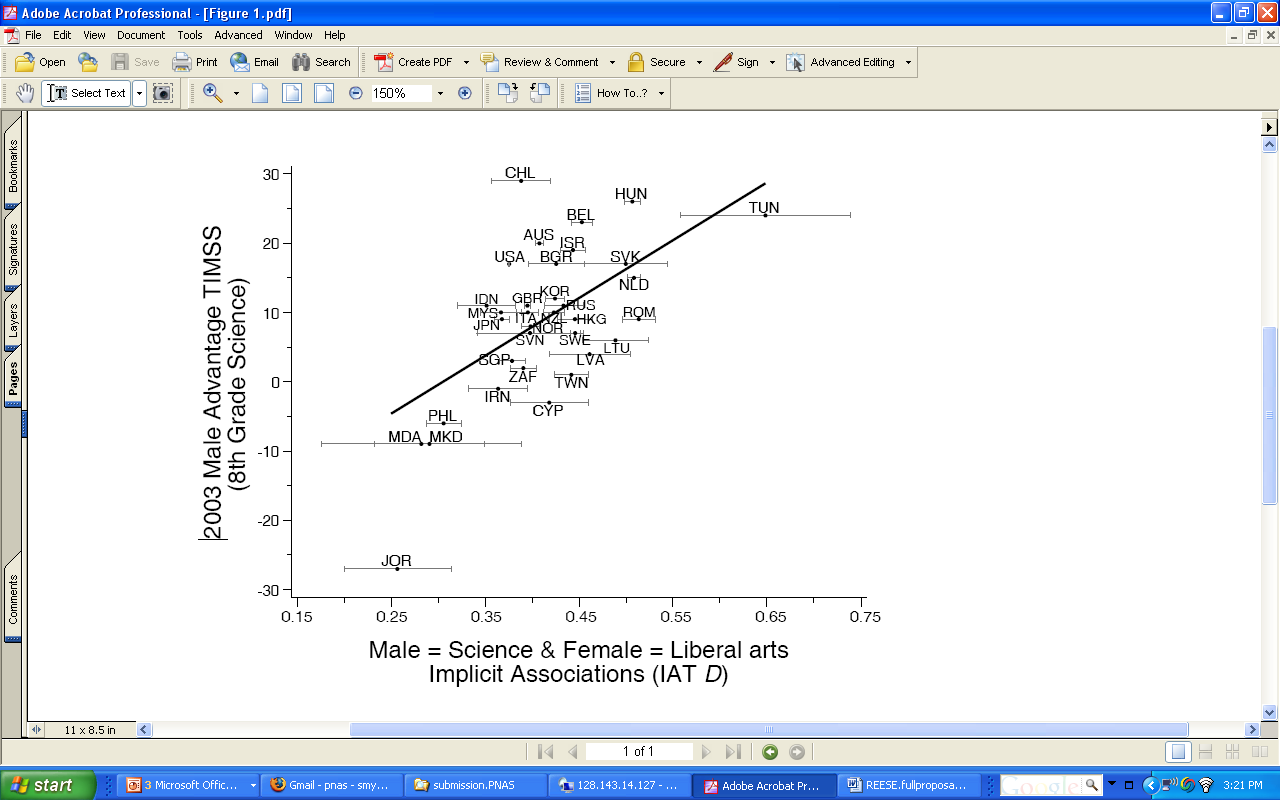 Adobe Acrobat Professional - [Figure 1.pdf]
File Edit View Document Tools Advanced Window Help
Open Save Print Email Search Create PDF Review & Comment Secure Sign Advanced Editing
Select Text 150% How To..?
Bookmarks
Signatures
Layers
Pages
Comments
2003 Male Advantage TIMSS
(8th Grade Science)
30
20
10
0
-10
-20
-30
CHL
HUN
TUN
BEL
AUS
ISR
USA
BGR
SVK
NLD
KOR
IDN
GBR
RUS
MYS
ITA
NZL
HKG
ROM
JPN
NOR
SVN
SWE
LTU
SGP
LVA
ZAF
TWN
IRN
CYP
PHL
MDA
MKD
JOR
0.15 0.25 0.35 0.45 0.55 0.65 0.75
Male = Science & Female = Liberal arts
Implicit Associations (IAT D)
11 x 8.5 in
1 of 1
start 3 Microsoft Offic... Gmail - pnas - smy... submission.PNAS 128.143.14.127 - ... Adobe Acrobat Pr... REESE.fullproposa... Google 3:21 PM